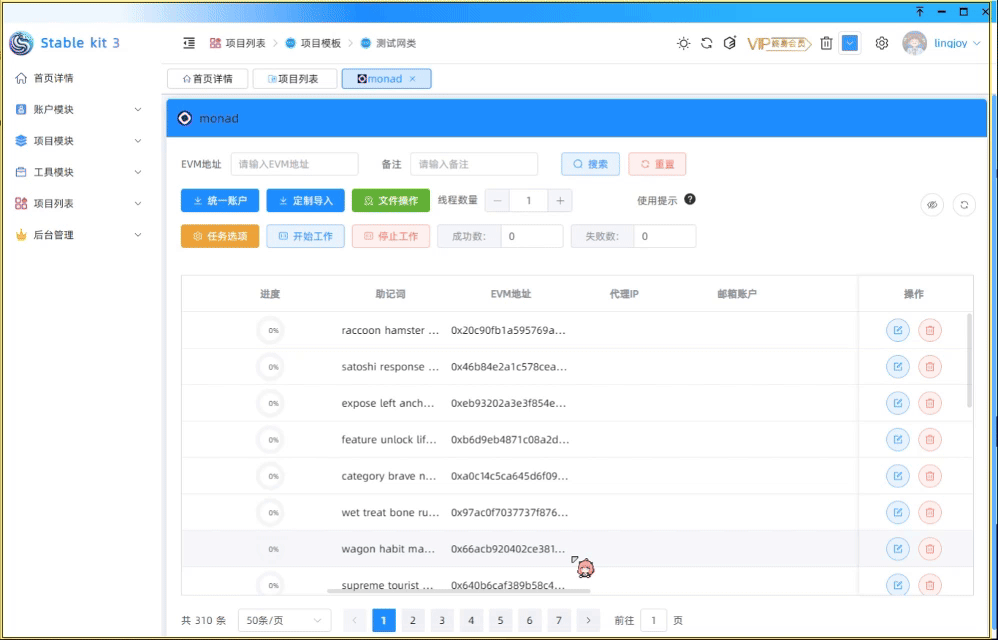 Stable kit 3
项目列表 > 项目模板 > 测试网类
VIP 终身会员
lingjoy
首页详情
账户模块
项目模块
工具模块
项目列表
后台管理
首页详情 项目列表 monad ×
monad
EVM地址 请输入EVM地址 备注 请输入备注 搜索 重置
统一账户 定制导入 文件操作 线程数量 − 1 + 使用提示 ?
任务选项 开始工作 停止工作 成功数: 0 失败数: 0
进度 助记词 EVM地址 代理IP 邮箱账户 操作
0% raccoon hamster ... 0x20c90fb1a595769a...
0% satoshi response ... 0x46b84e2a1c578cea...
0% expose left anch... 0xeb93202a3e3f854e...
0% feature unlock lif... 0xb6d9eb4871c08a2d...
0% category brave n... 0xa0c14c5ca645d6f09...
0% wet treat bone ru... 0x97ac0f7037737f876...
0% wagon habit ma... 0x66acb920402ce381...
0% supreme tourist ... 0x640b6caf389b58c4...
共 310 条 50条/页 < 1 2 3 4 5 6 7 > 前往 1 页